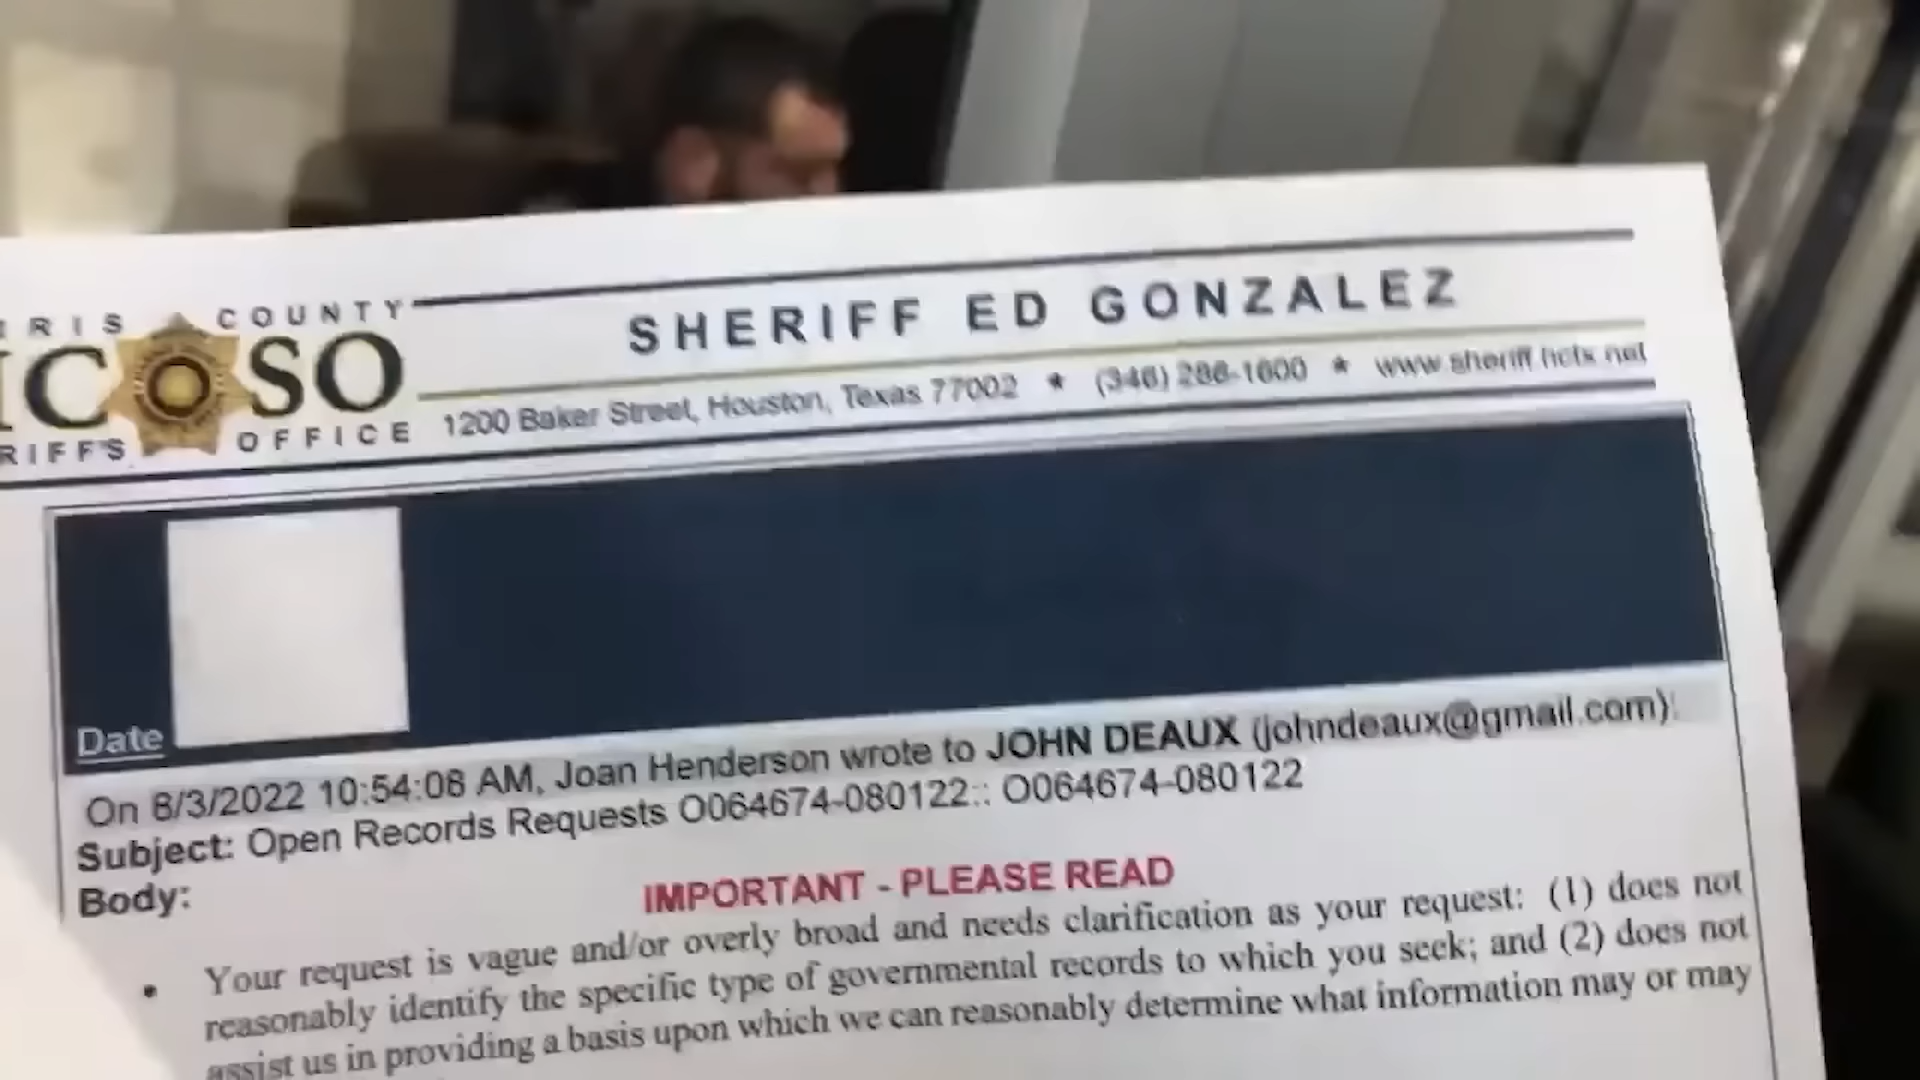 RIS COUNTY
CSO
RIFF'S OFFICE
SHERIFF ED GONZALEZ
1200 Baker Street, Houston, Texas 77002 * (346) 286-1600 * www.sheriff.hctx.net
Date
On 8/3/2022 10:54:08 AM, Joan Henderson wrote to JOHN DEAUX (johndeaux@gmail.com):
Subject: Open Records Requests O064674-080122:: O064674-080122
Body:
IMPORTANT - PLEASE READ
• Your request is vague and/or overly broad and needs clarification as your request: (1) does not
reasonably identify the specific type of governmental records to which you seek; and (2) does not
assist us in providing a basis upon which we can reasonably determine what information may or may